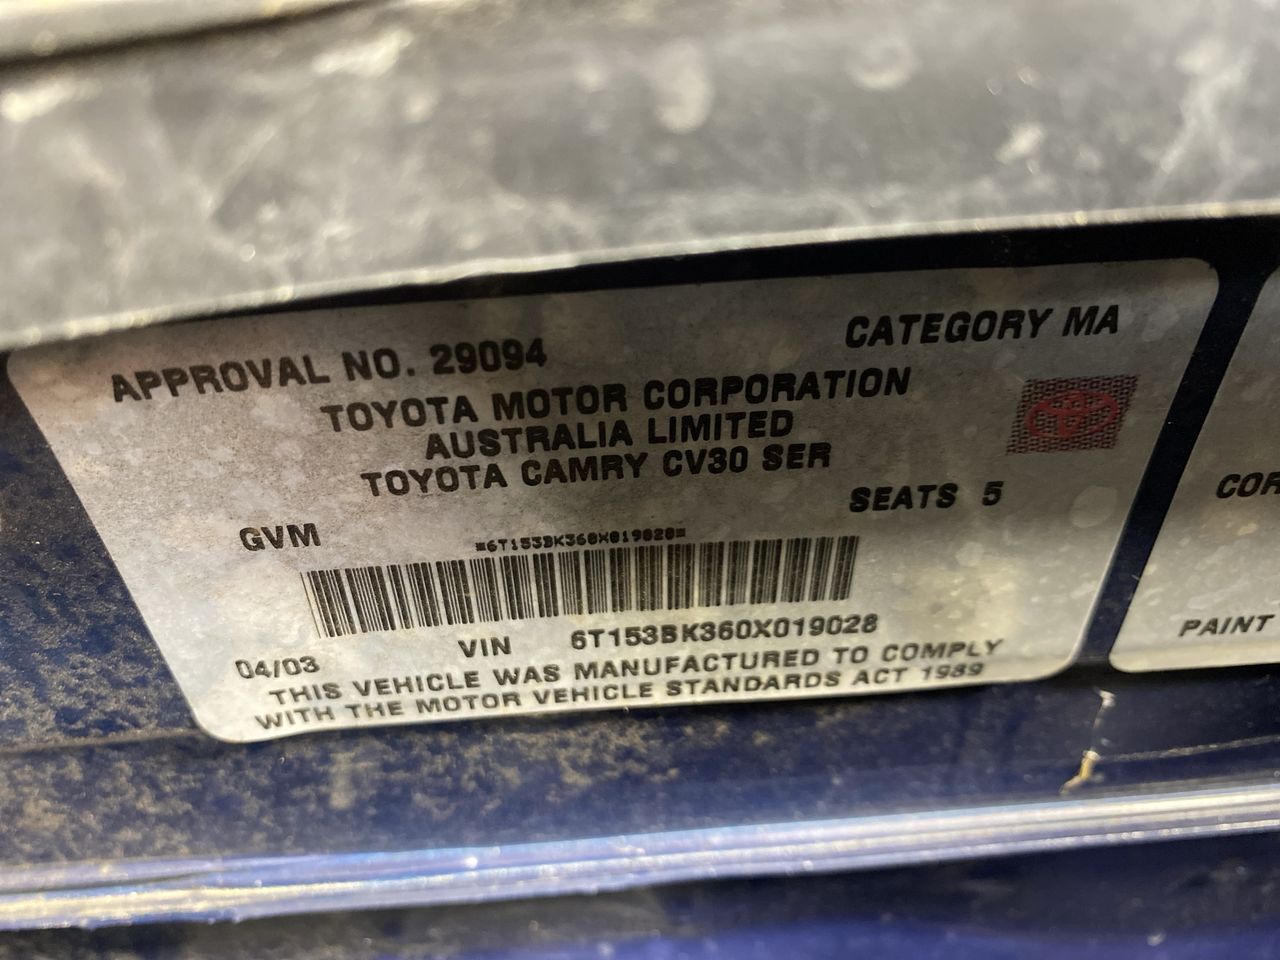 APPROVAL NO. 29094
CATEGORY MA
TOYOTA MOTOR CORPORATION
AUSTRALIA LIMITED
TOYOTA CAMRY CV30 SER
SEATS 5
GVM
*6T153BK360X019028*
04/03
VIN 6T153BK360X019028
THIS VEHICLE WAS MANUFACTURED TO COMPLY
WITH THE MOTOR VEHICLE STANDARDS ACT 1989
COR
PAINT